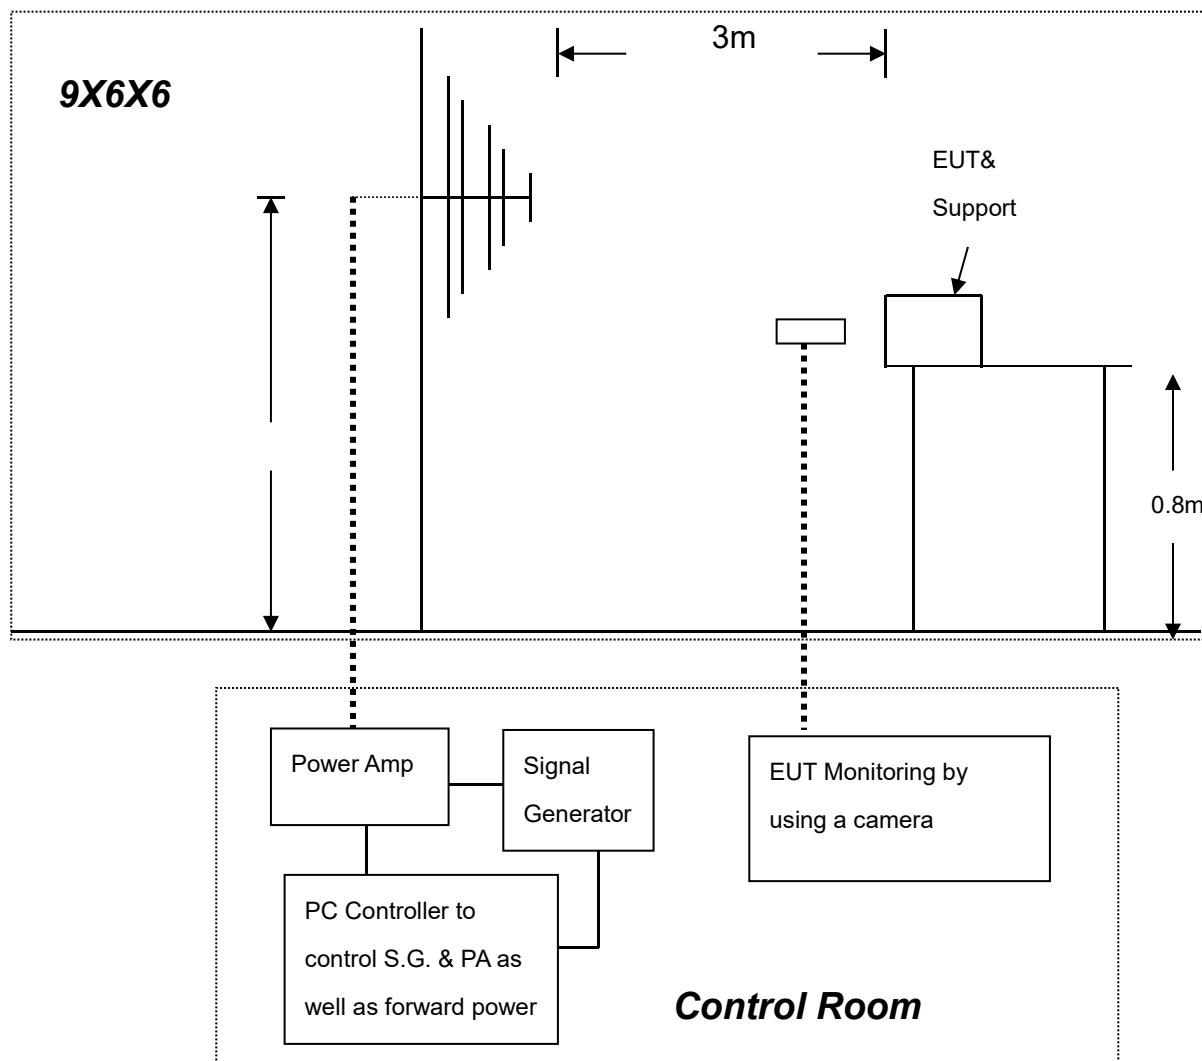 3m
9X6X6
EUT&
Support
0.8m
Power Amp
Signal
Generator
EUT Monitoring by
using a camera
PC Controller to
control S.G. & PA as
well as forward power
Control Room